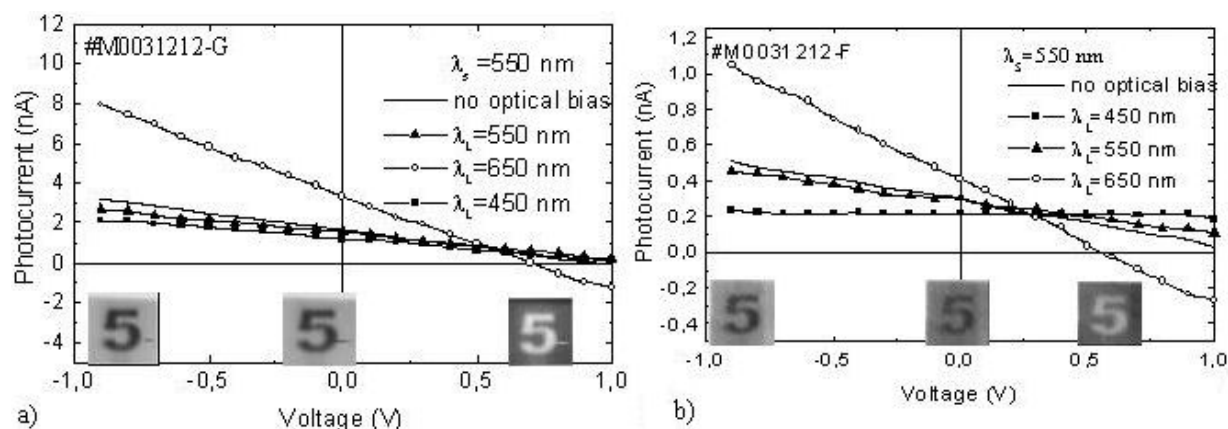 #M0031212-G
λs =550 nm
no optical bias
λL=550 nm
λL=650 nm
λL=450 nm
Photocurrent (nA)
12
10
8
6
4
2
0
-2
-4
5
5
5
-1,0
-0,5
0,0
0,5
1,0
Voltage (V)
a)
#M0031212-F
λS=550 nm
no optical bias
λL=450 nm
λL=550 nm
λL=650 nm
Photocurrent (nA)
1,2
1,0
0,8
0,6
0,4
0,2
0,0
-0,2
-0,4
-0,6
5
5
5
-1,0
-0,5
0,0
0,5
1,0
Voltage (V)
b)